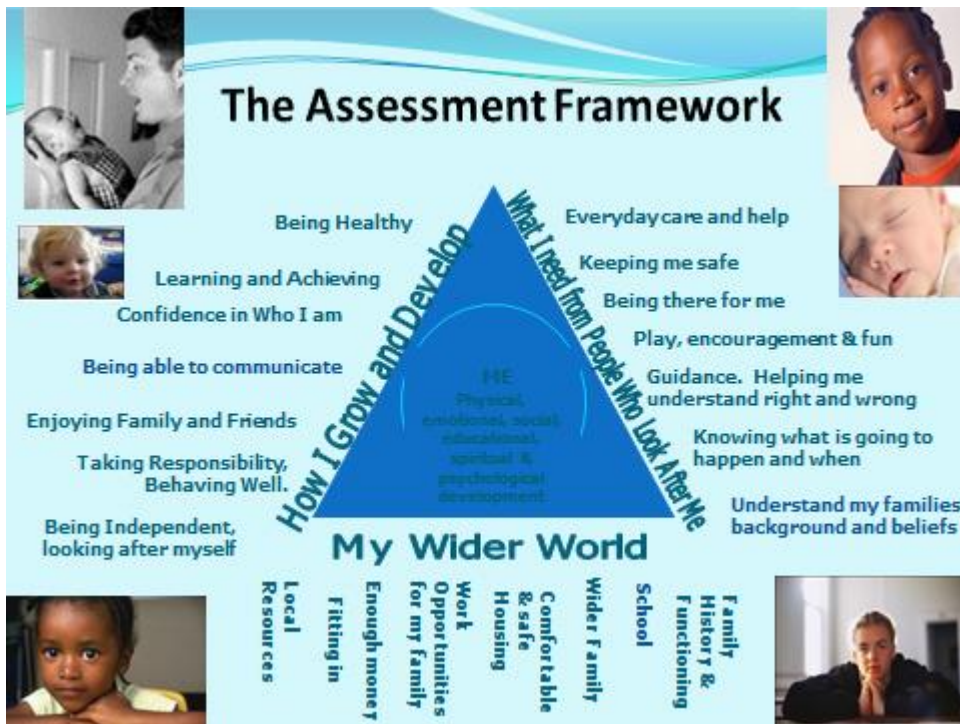 The Assessment Framework
Being Healthy
Learning and Achieving
Confidence in Who I am
Being able to communicate
Enjoying Family and Friends
Taking Responsibility,
Behaving Well.
Being Independent,
looking after myself
How I Grow and Develop
What I need from People Who Look After Me
Everyday care and help
Keeping me safe
Being there for me
Play, encouragement & fun
Guidance. Helping me
understand right and wrong
Knowing what is going to
happen and when
Understand my families
background and beliefs
ME
Physical,
emotional, social,
educational,
spiritual &
psychological
development
My Wider World
Local
Resources
Fitting in
Enough money
Work
Opportunities
for my family
Comfortable
& safe
Housing
Wider Family
School
Family
History &
Functioning